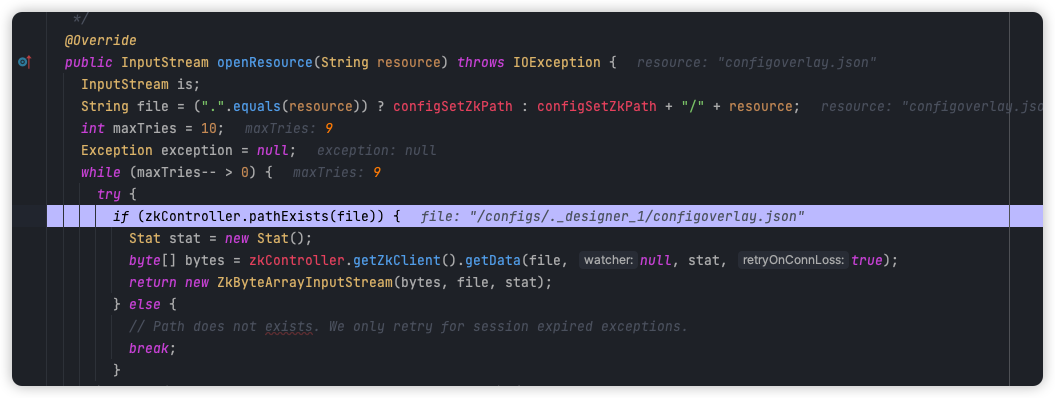 */
@Override
public InputStream openResource(String resource) throws IOException {   resource: "configoverlay.json"
InputStream is;
String file = (".".equals(resource)) ? configSetZkPath : configSetZkPath + "/" + resource;   resource: "configoverlay.jso
int maxTries = 10;   maxTries: 9
Exception exception = null;   exception: null
while (maxTries-- > 0) {   maxTries: 9
try {
if (zkController.pathExists(file)) {   file: "/configs/._designer_1/configoverlay.json"
Stat stat = new Stat();
byte[] bytes = zkController.getZkClient().getData(file, watcher: null, stat, retryOnConnLoss: true);
return new ZkByteArrayInputStream(bytes, file, stat);
} else {
// Path does not exists. We only retry for session expired exceptions.
break;
}